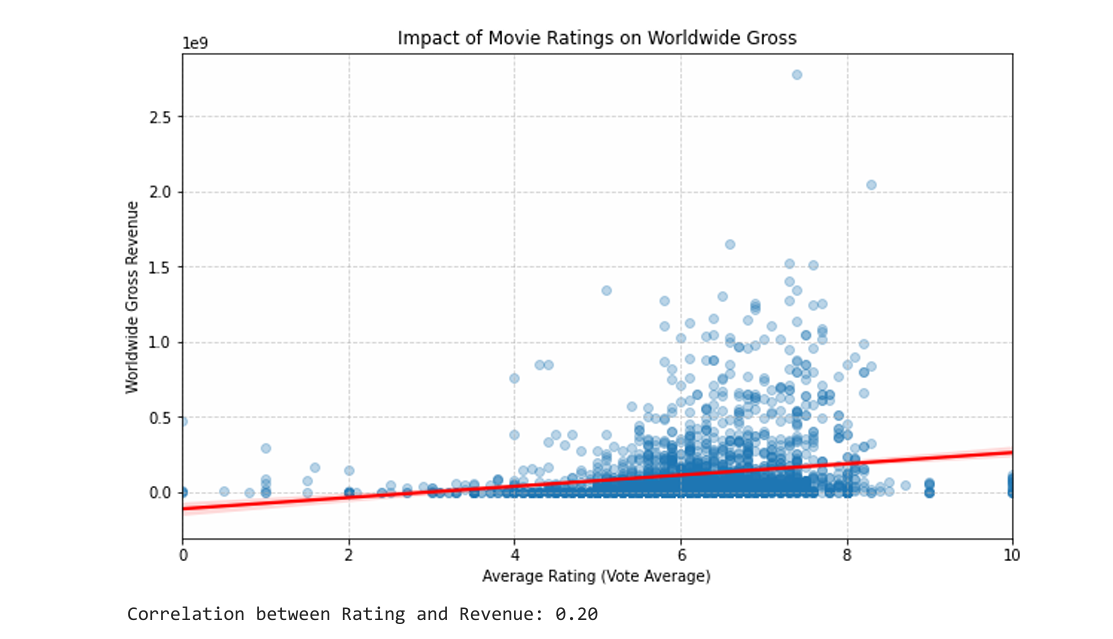 Impact of Movie Ratings on Worldwide Gross
1e9
2.5
2.0
1.5
1.0
0.5
0.0
Worldwide Gross Revenue
0 2 4 6 8 10
Average Rating (Vote Average)
Correlation between Rating and Revenue: 0.20